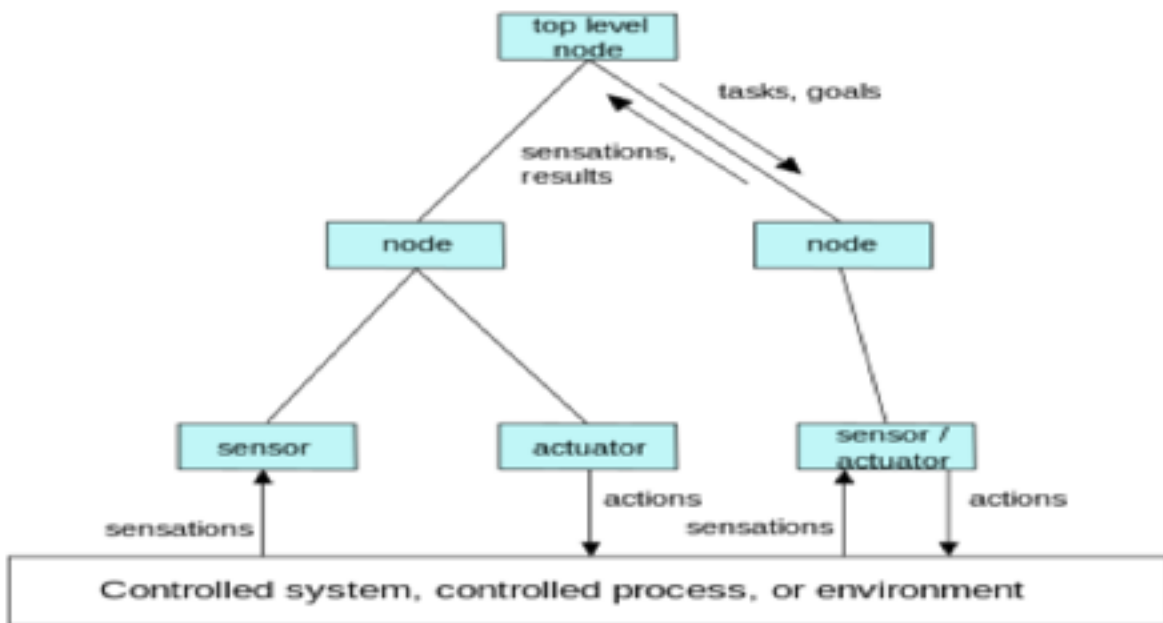 top level
node
tasks, goals
sensations,
results
node
node
sensor
actuator
sensor /
actuator
actions
actions
sensations
sensations
Controlled system, controlled process, or environment